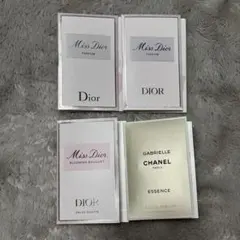 Miss Dior
PARFUM
Dior
Miss Dior
PARFUM
DIOR
Miss Dior
BLOOMING BOUQUET
DIOR
GABRIELLE
CHANEL
PARIS
ESSENCE